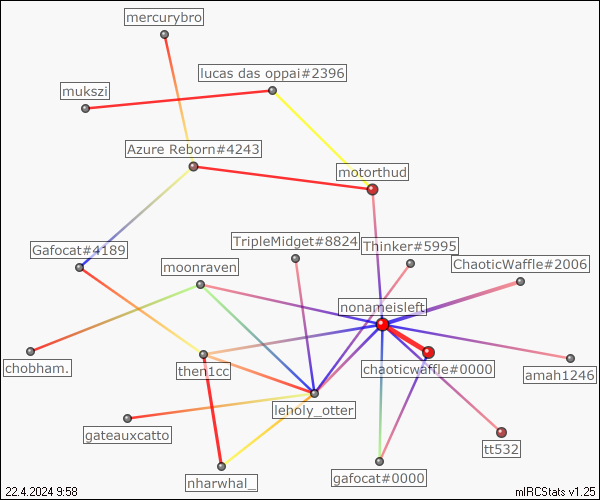 mercurybro
lucas das oppai#2396
mukszi
Azure Reborn#4243
motorthud
TripleMidget#8824
Thinker#5995
Gafocat#4189
moonraven
ChaoticWaffle#2006
nonameisleft
chobham.
then1cc
chaoticwaffle#0000
amah1246
leholy_otter
gateauxcatto
tt532
nharwhal_
gafocat#0000
22.4.2024 9:58
mIRCStats v1.25